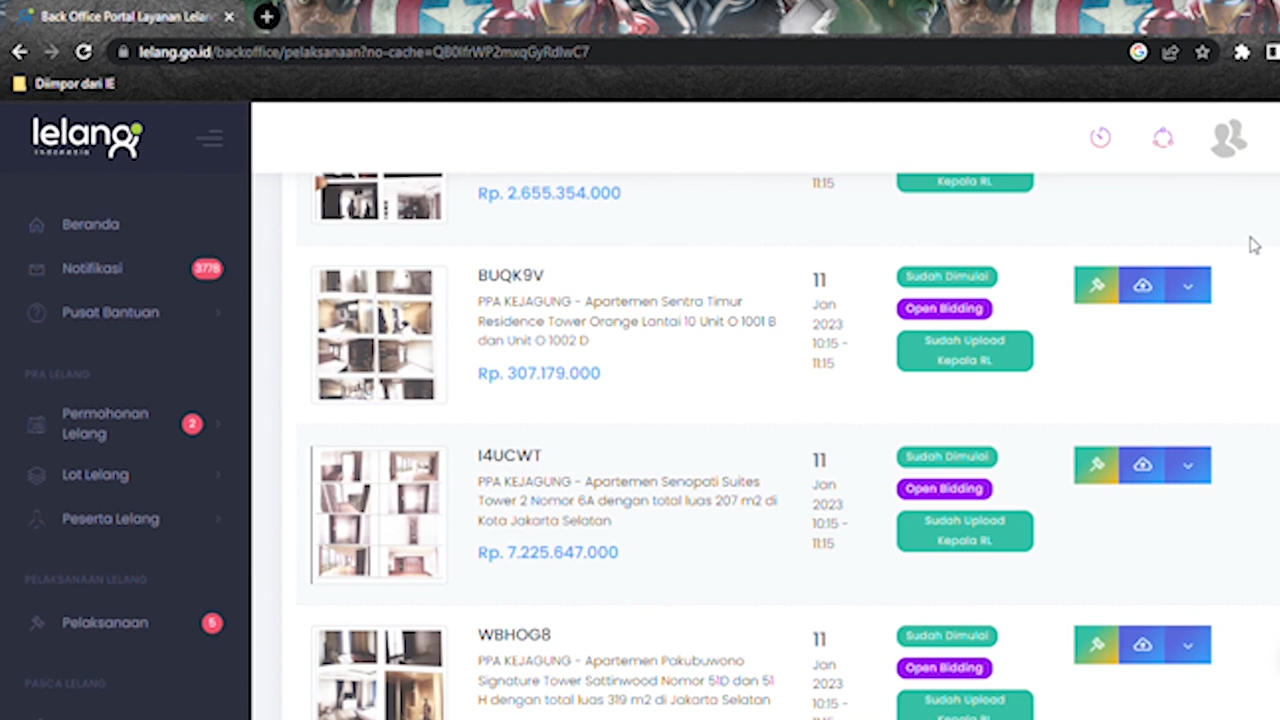 Back Office Portal Layanan Lelan
lelang.go.id/backoffice/pelaksanaan?no-cache=
Diimpor dari IE
lelang
INDONESIA
Beranda
Notifikasi 3778
Pusat Bantuan
PRA LELANG
Permohonan
Lelang
2
Lot Lelang
Peserta Lelang
PELAKSANAAN LELANG
Pelaksanaan 5
PASCA LELANG
Rp. 2.655.354.000
11:15
Kepala RL
BUQK9V
PPA KEJAGUNG - Apartemen Sentra Timur
Residence Tower Orange Lantai 10 Unit O 1001 B
dan Unit O 1002 D
Rp. 307.179.000
11
Jan
2023
10:15 -
11:15
Sudah Dimulai
Open Bidding
Sudah Upload
Kepala RL
I4UCWT
PPA KEJAGUNG - Apartemen Senopati Suites
Tower 2 Nomor 6A dengan total luas 207 m2 di
Kota Jakarta Selatan
Rp. 7.225.647.000
11
Jan
2023
10:15 -
11:15
Sudah Dimulai
Open Bidding
Sudah Upload
Kepala RL
WBHOG8
PPA KEJAGUNG - Apartemen Pakubuwono
Signature Tower Sattinwood Nomor 51D dan 51
H dengan total luas 319 m2 di Jakarta Selatan
11
Jan
2023
10:15 -
Sudah Dimulai
Open Bidding
Sudah Upload